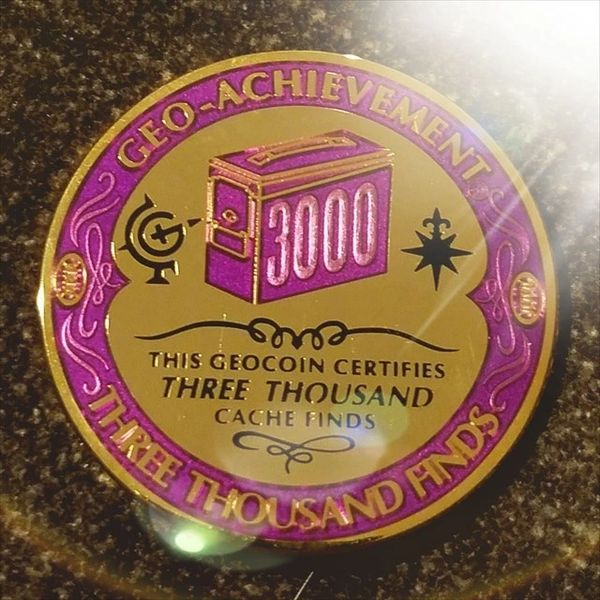 GEO-ACHIEVEMENT
3000
THIS GEOCOIN CERTIFIES
THREE THOUSAND
CACHE FINDS
THREE THOUSAND FINDS